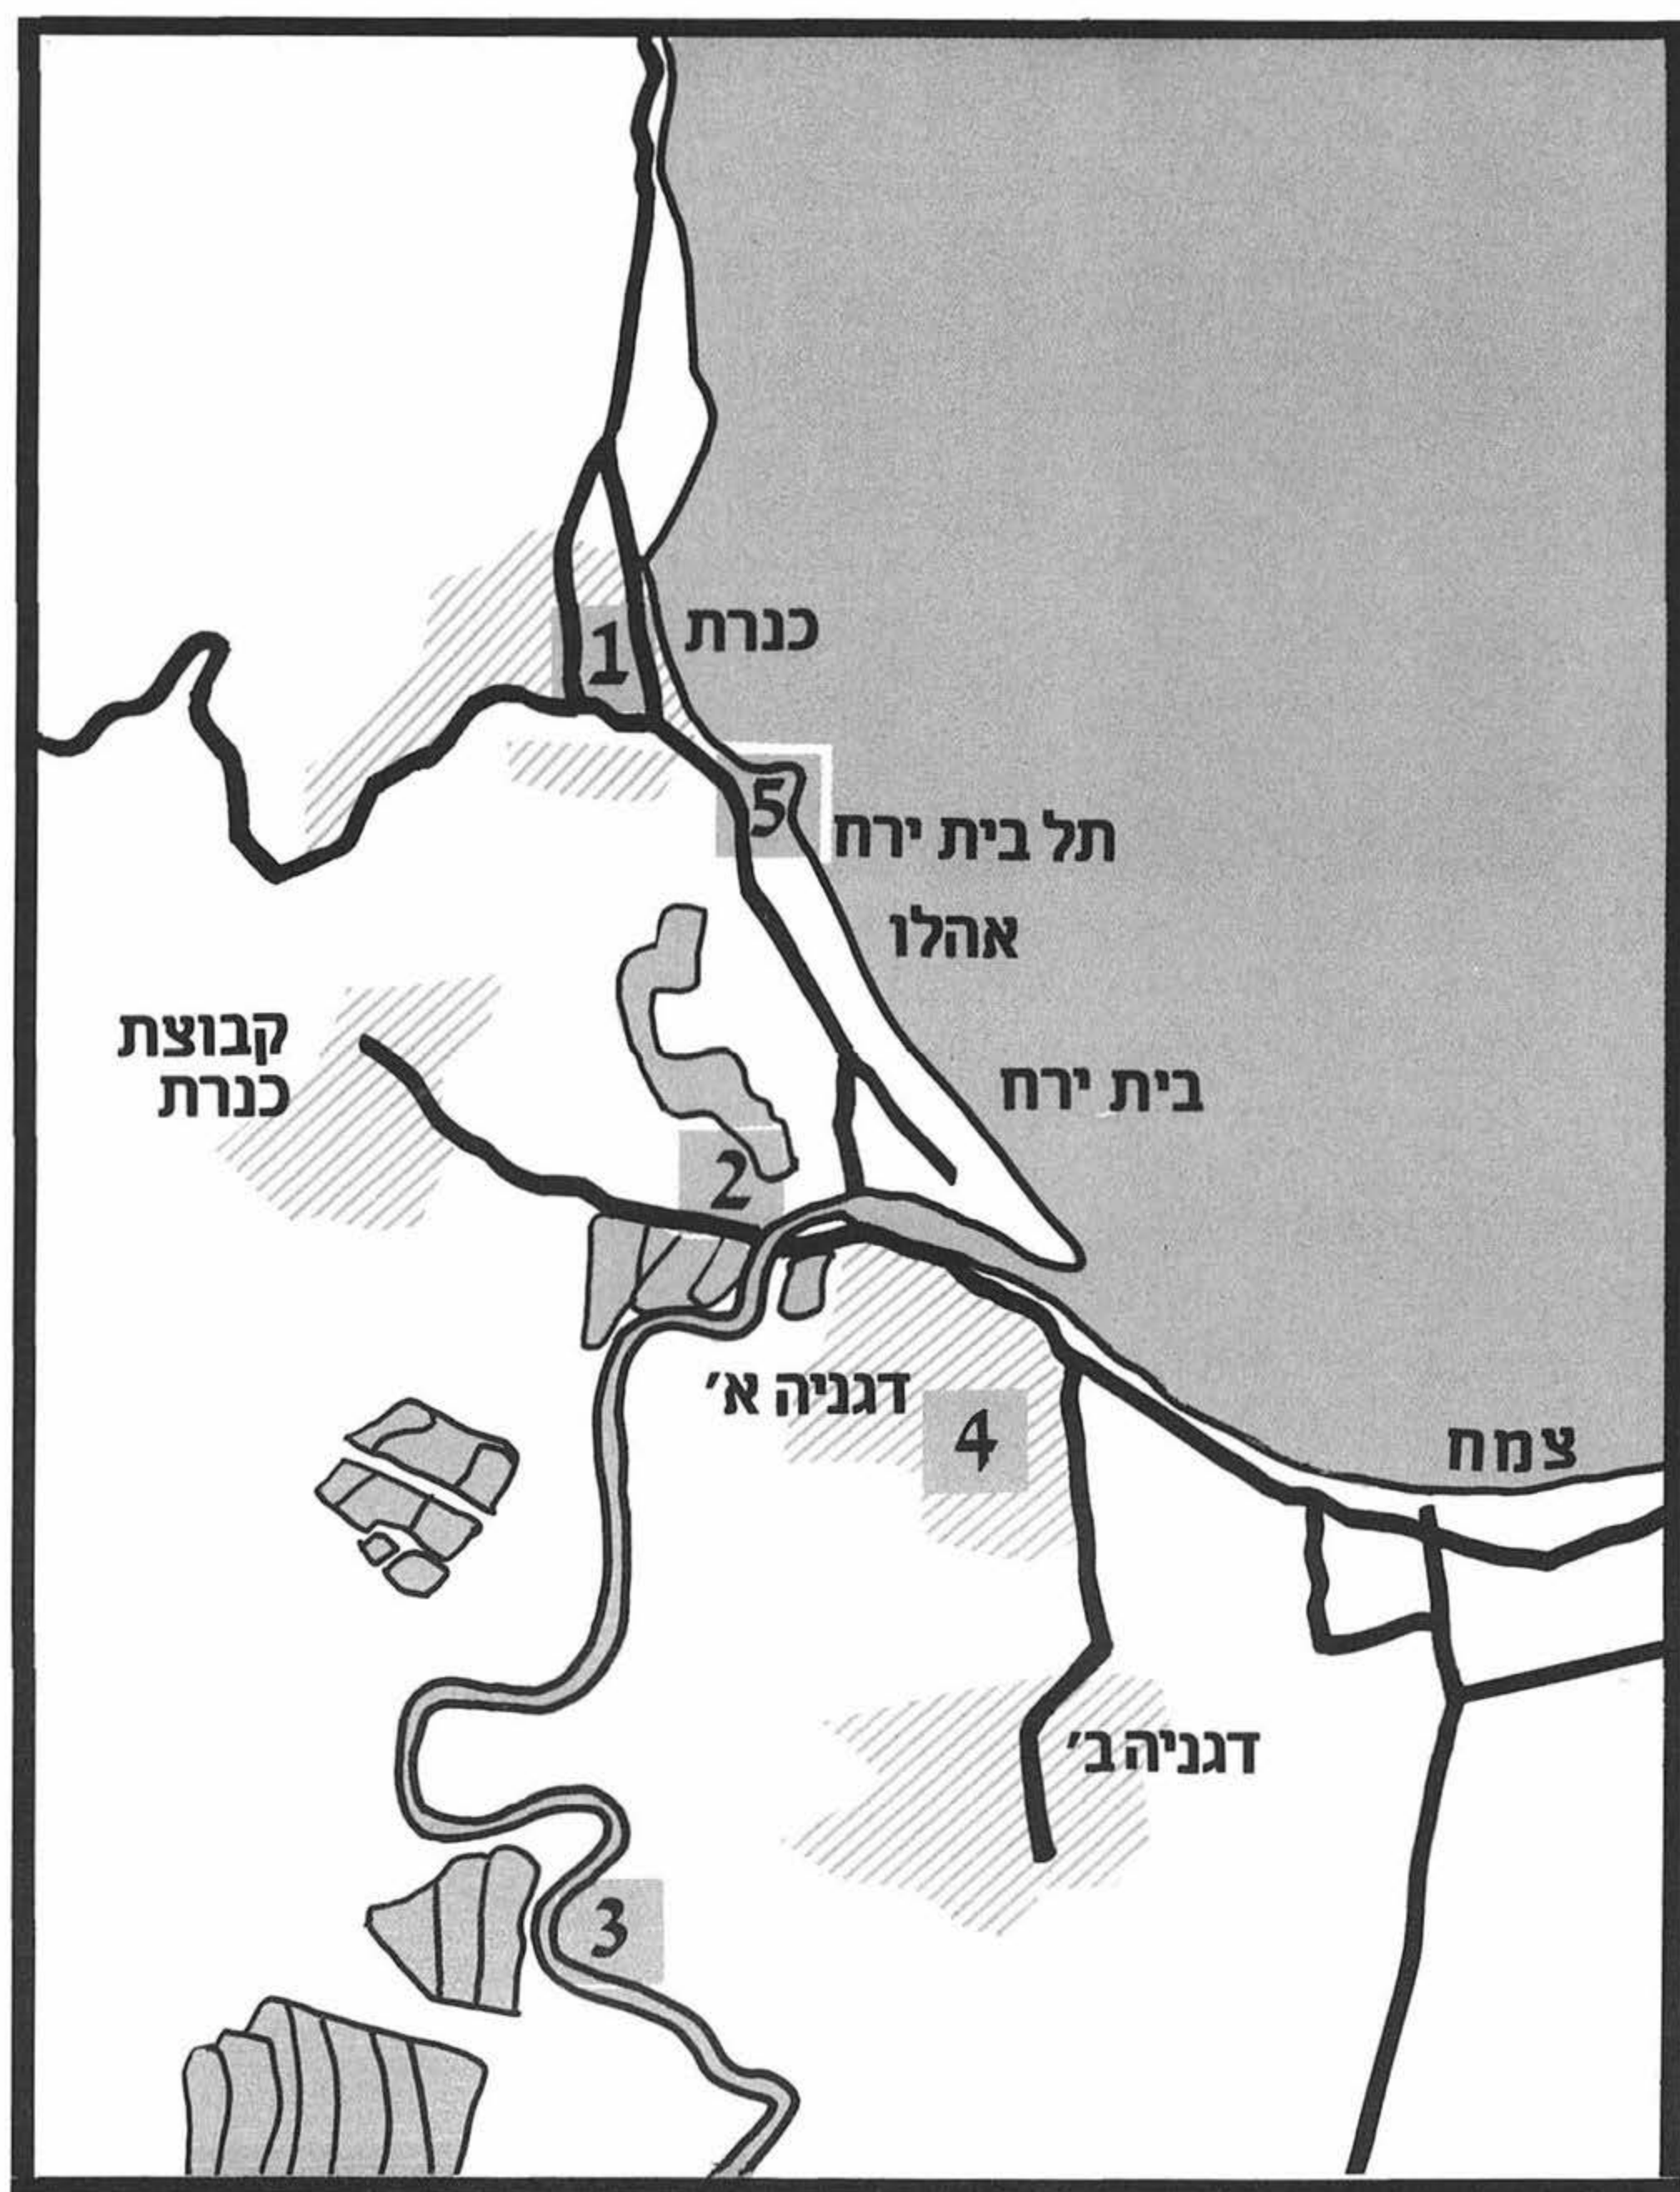 כנרת
1
5
תל בית ירח
אהלו
קבוצת
כנרת
בית ירח
2
דגניה א׳
4
צמח
דגניה ב׳
3